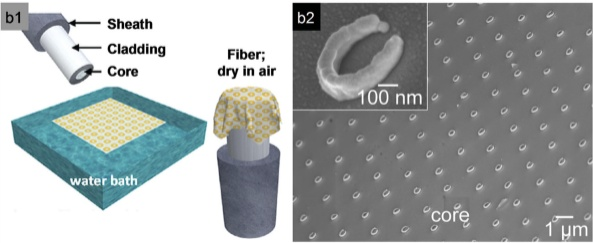 b1
Sheath
Cladding
Core
Fiber;
dry in air
water bath
b2
100 nm
core
1 µm